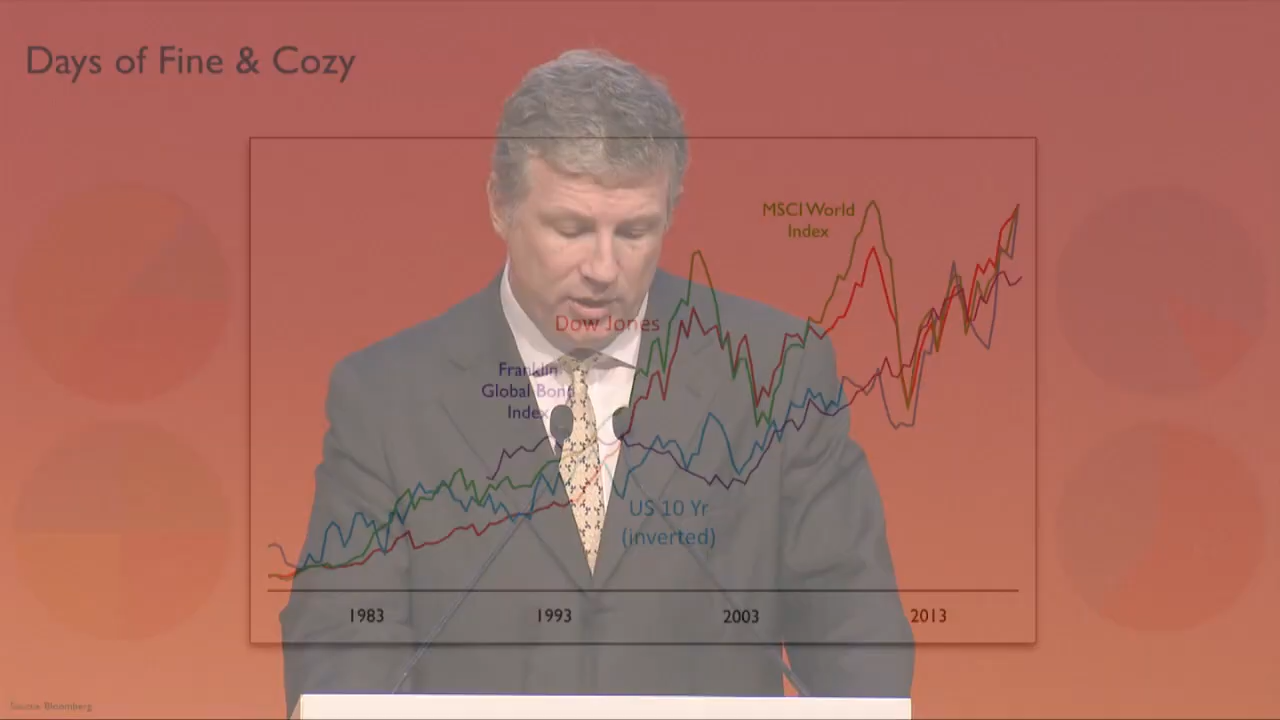 Days of Fine & Cozy
MSCI World
Index
Dow Jones
Franklin
Global Bond
Index
US 10 Yr
(inverted)
1983
1993
2003
2013
Source: Bloomberg